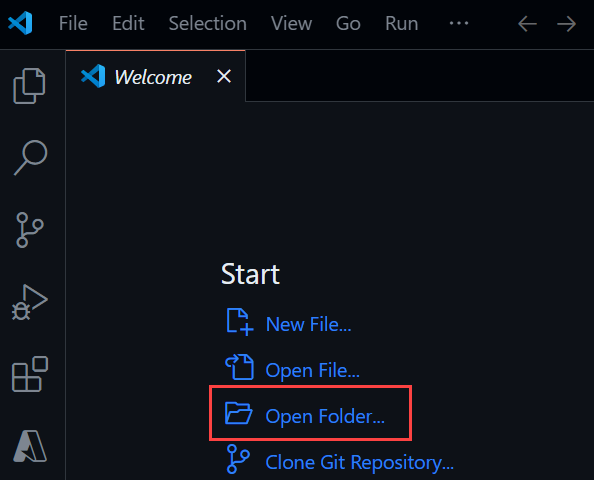 File Edit Selection View Go Run ...
Welcome
Start
New File...
Open File...
Open Folder...
Clone Git Repository...